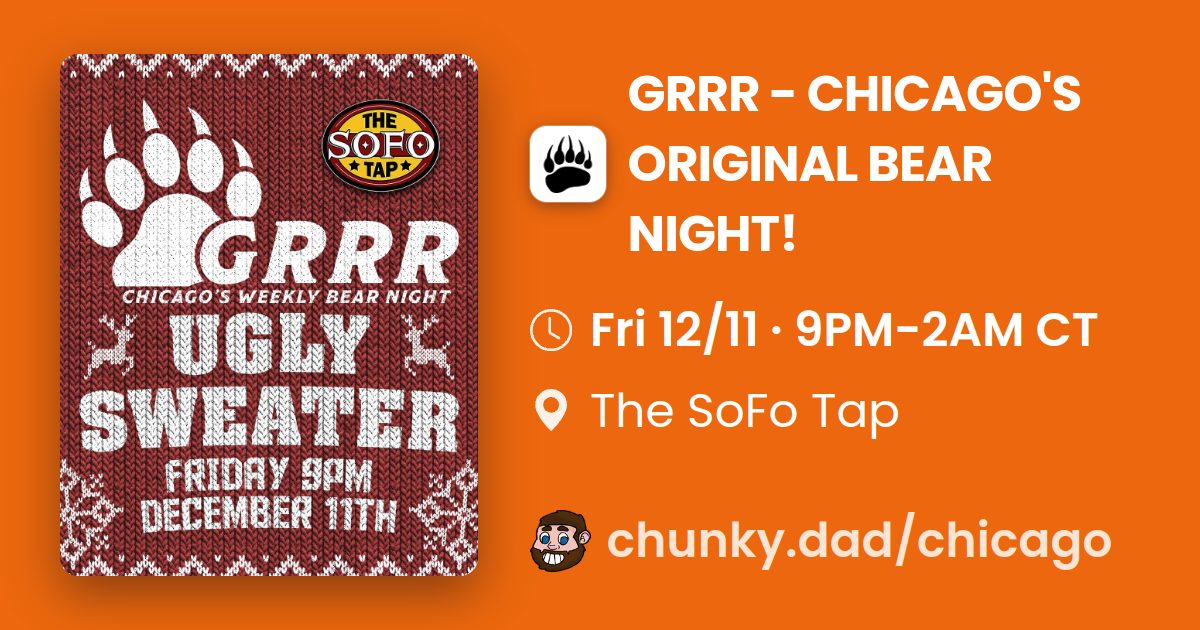 THE
SOFO
TAP
GRRR
CHICAGO'S WEEKLY BEAR NIGHT
UGLY
SWEATER
FRIDAY 9PM
DECEMBER 11TH
GRRR - CHICAGO'S
ORIGINAL BEAR
NIGHT!
Fri 12/11 · 9PM-2AM CT
The SoFo Tap
chunky.dad/chicago